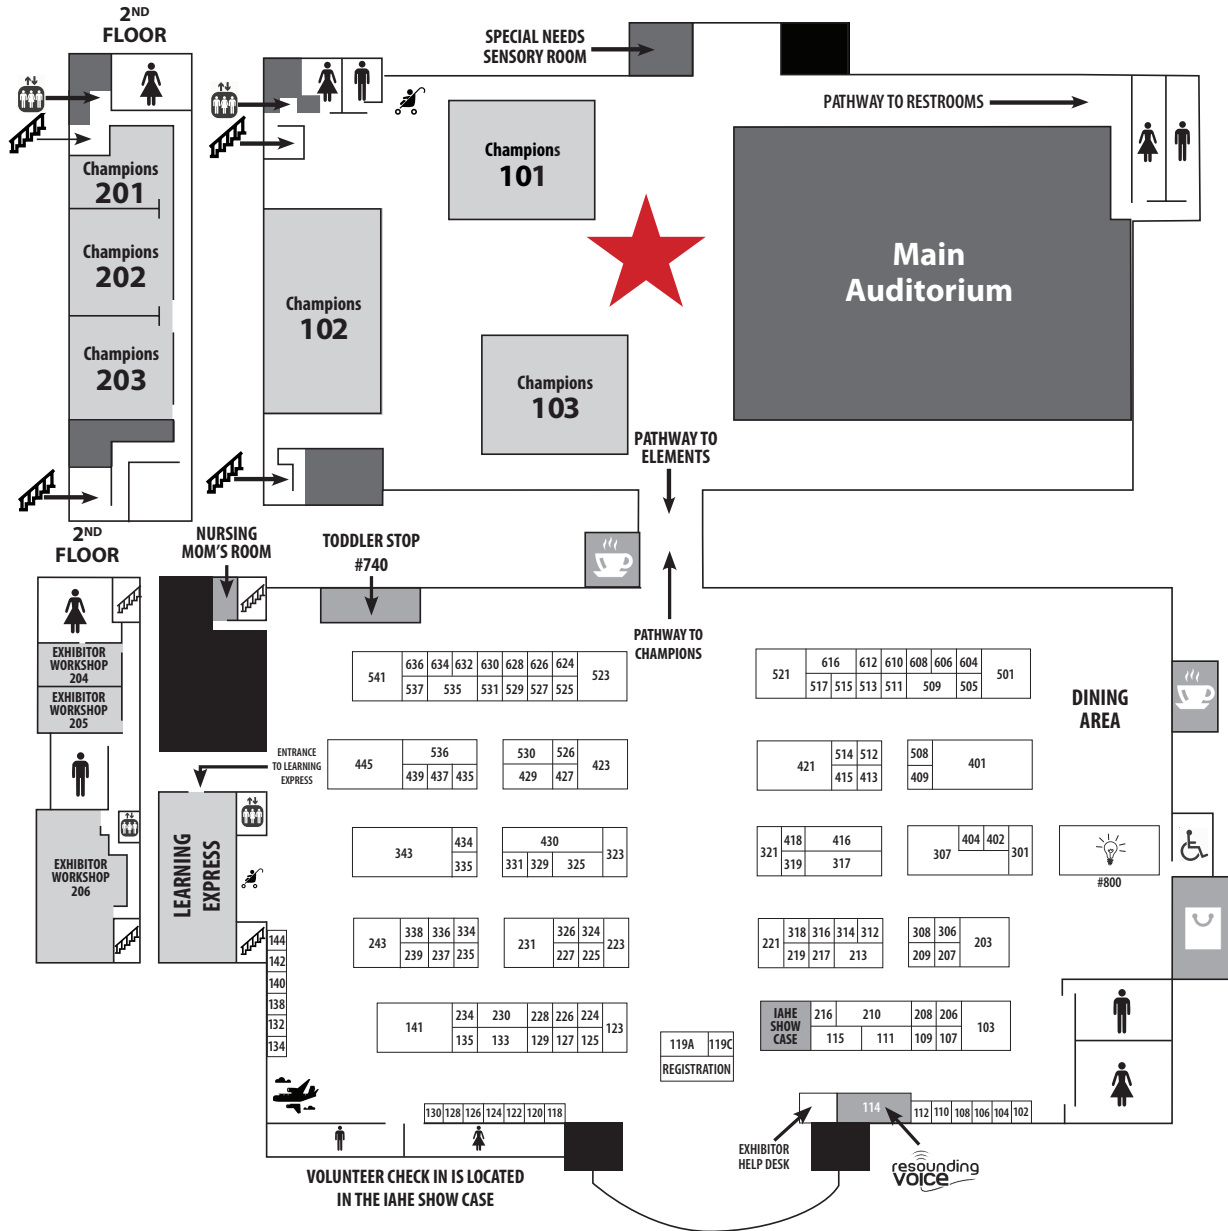 2ND
FLOOR
SPECIAL NEEDS
SENSORY ROOM
PATHWAY TO RESTROOMS
Champions
101
Champions
201
Champions
202
Champions
203
Champions
102
Champions
103
Main
Auditorium
PATHWAY TO
ELEMENTS
2ND
FLOOR
NURSING
MOM'S ROOM
TODDLER STOP
#740
PATHWAY TO
CHAMPIONS
EXHIBITOR
WORKSHOP
204
EXHIBITOR
WORKSHOP
205
EXHIBITOR
WORKSHOP
206
ENTRANCE
TO LEARNING
EXPRESS
LEARNING
EXPRESS
DINING
AREA
541 636 634 632 630 628 626 624 523
537 535 531 529 527 525
521 616 612 610 608 606 604 501
517 515 513 511 509 505
445 536 530 526 423
439 437 435 429 427
421 514 512 508 401
415 413 409
343 434 430 323
335 331 329 325
321 418 416 307 404 402 301
319 317
#800
243 338 336 334 231 326 324 223
239 237 235 227 225
221 318 316 314 312 308 306 203
219 217 213 209 207
144
142
140
138
132
134
141 234 230 228 226 224 123
135 133 129 127 125
119A 119C
REGISTRATION
IAHE
SHOW
CASE
216 210 208 206 103
115 111 109 107
130 128 126 124 122 120 118
114
112 110 108 106 104 102
EXHIBITOR
HELP DESK
resounding
VOICE
VOLUNTEER CHECK IN IS LOCATED
IN THE IAHE SHOW CASE